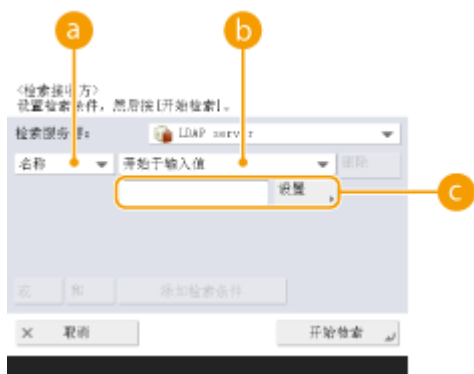 a
b
<检索接收方>
设置检索条件，然后按[开始检索]。
检索服务器: LDAP server
名称 开始于输入值 删除
设置
c
或 和 添加检索条件
× 取消 开始检索